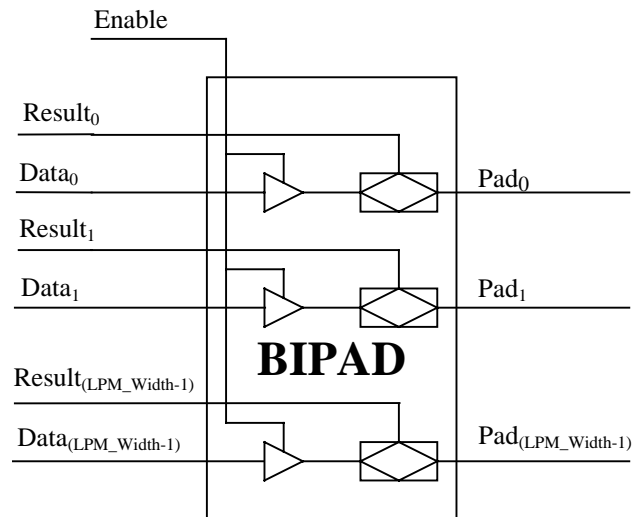 Enable
Result0
Data0
Pad0
Result1
Data1
Pad1
BIPAD
Result(LPM_Width-1)
Data(LPM_Width-1)
Pad(LPM_Width-1)